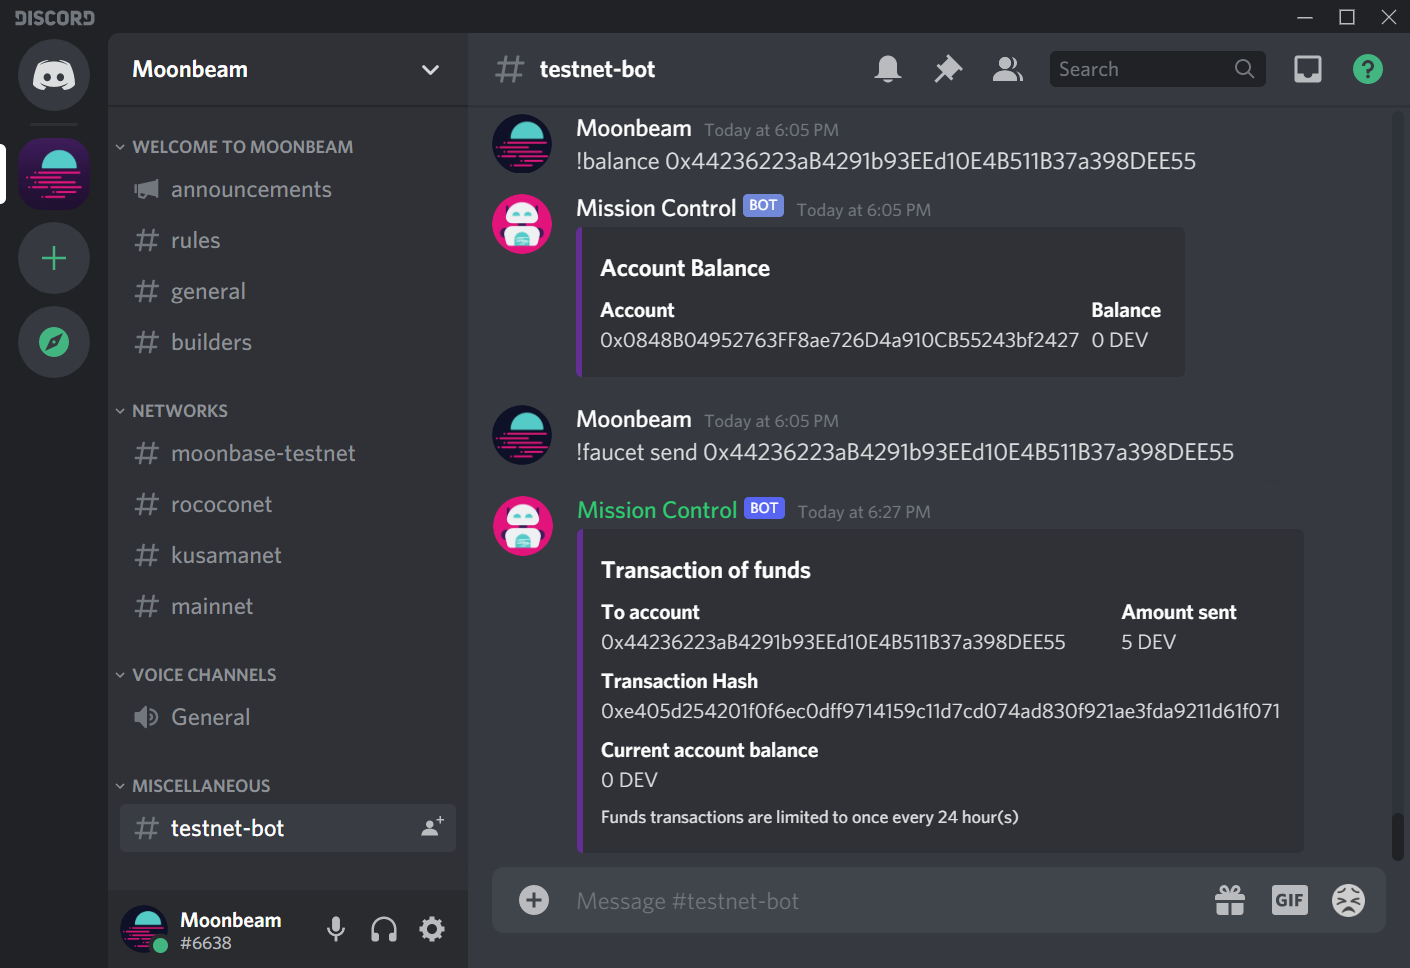 DISCORD
Moonbeam
WELCOME TO MOONBEAM
announcements
# rules
# general
# builders
NETWORKS
# moonbase-testnet
# rococonet
# kusamanet
# mainnet
VOICE CHANNELS
General
MISCELLANEOUS
# testnet-bot
Moonbeam
#6638
# testnet-bot
Search
?
Moonbeam Today at 6:05 PM
!balance 0x44236223aB4291b93EEd10E4B511B37a398DEE55
Mission Control BOT Today at 6:05 PM
Account Balance
Account Balance
0x0848B04952763FF8ae726D4a910CB55243bf2427 0 DEV
Moonbeam Today at 6:05 PM
!faucet send 0x44236223aB4291b93EEd10E4B511B37a398DEE55
Mission Control BOT Today at 6:27 PM
Transaction of funds
To account Amount sent
0x44236223aB4291b93EEd10E4B511B37a398DEE55 5 DEV
Transaction Hash
0xe405d254201f0f6ec0dff9714159c11d7cd074ad830f921ae3fda9211d61f071
Current account balance
0 DEV
Funds transactions are limited to once every 24 hour(s)
Message #testnet-bot
GIF